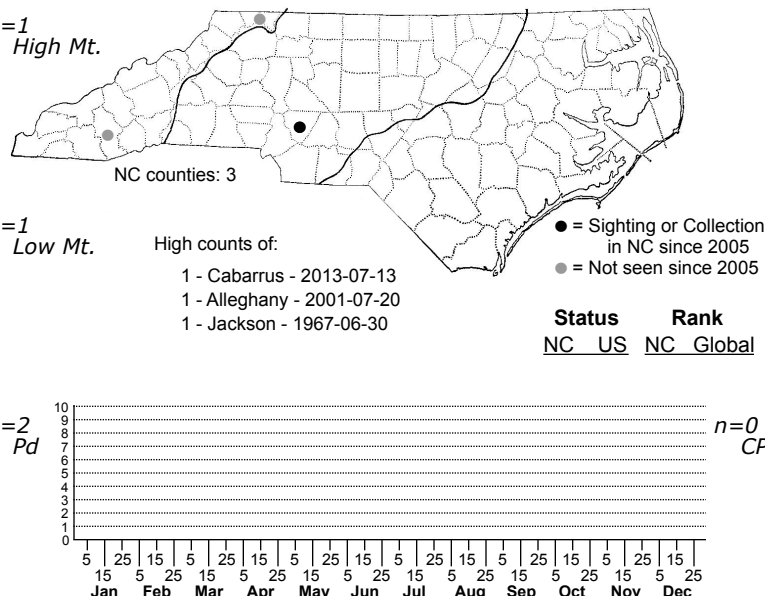 =1
High Mt.
NC counties: 3
=1
Low Mt.
High counts of:
1 - Cabarrus - 2013-07-13
1 - Alleghany - 2001-07-20
1 - Jackson - 1967-06-30
= Sighting or Collection
in NC since 2005
= Not seen since 2005
Status Rank
NC US NC Global
=2
Pd
n=0
CP
10
9
8
7
6
5
4
3
2
1
0
5 25 15 5 25 15 5 25 15 5 25 15 5 25 15 5 25 15
15 5 25 15 5 25 15 5 25 15 5 25 15 5 25 15 5 25
Jan Feb Mar Apr May Jun Jul Aug Sep Oct Nov Dec